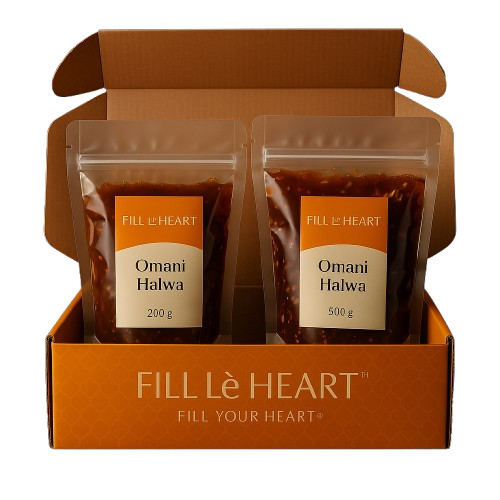 FILL Lè HEART
Omani
Halwa
200 g
FILL Lè HEART
Omani
Halwa
500 g
FILL Lè HEART™
FILL YOUR HEART®